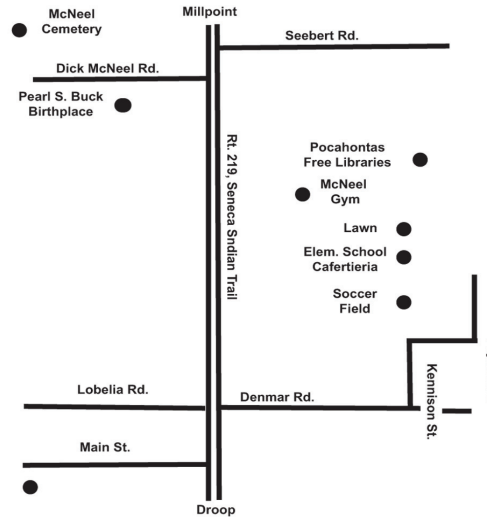 McNeel
Cemetery
Millpoint
Seebert Rd.
Dick McNeel Rd.
Pearl S. Buck
Birthplace
Rt. 219, Seneca Sndian Trail
Pocahontas
Free Libraries
McNeel
Gym
Lawn
Elem. School
Cafertieria
Soccer
Field
Kennison St.
Lobelia Rd.
Denmar Rd.
Main St.
Droop